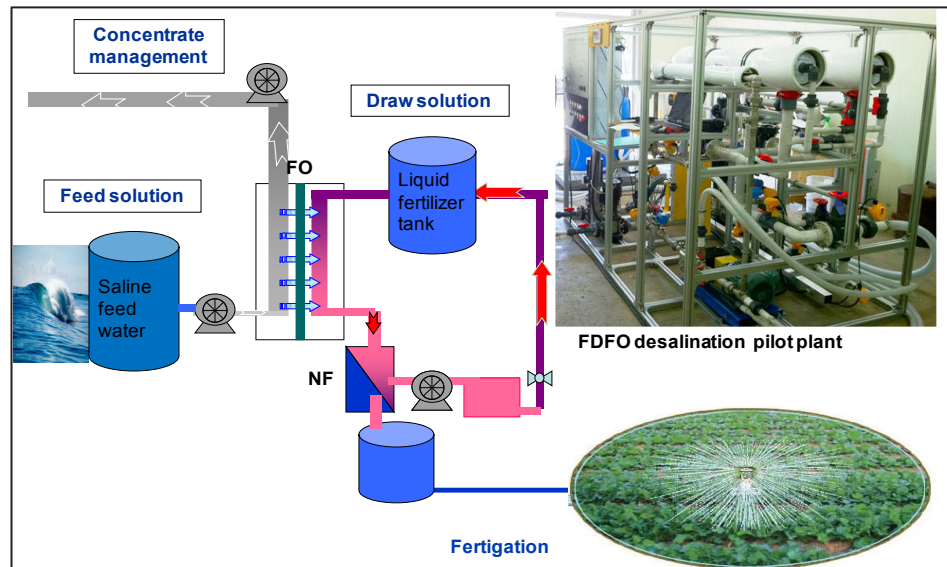 Concentrate
management
Draw solution
FO
Liquid
fertilizer
tank
Feed solution
Saline
feed
water
FDFO desalination pilot plant
NF
Fertigation